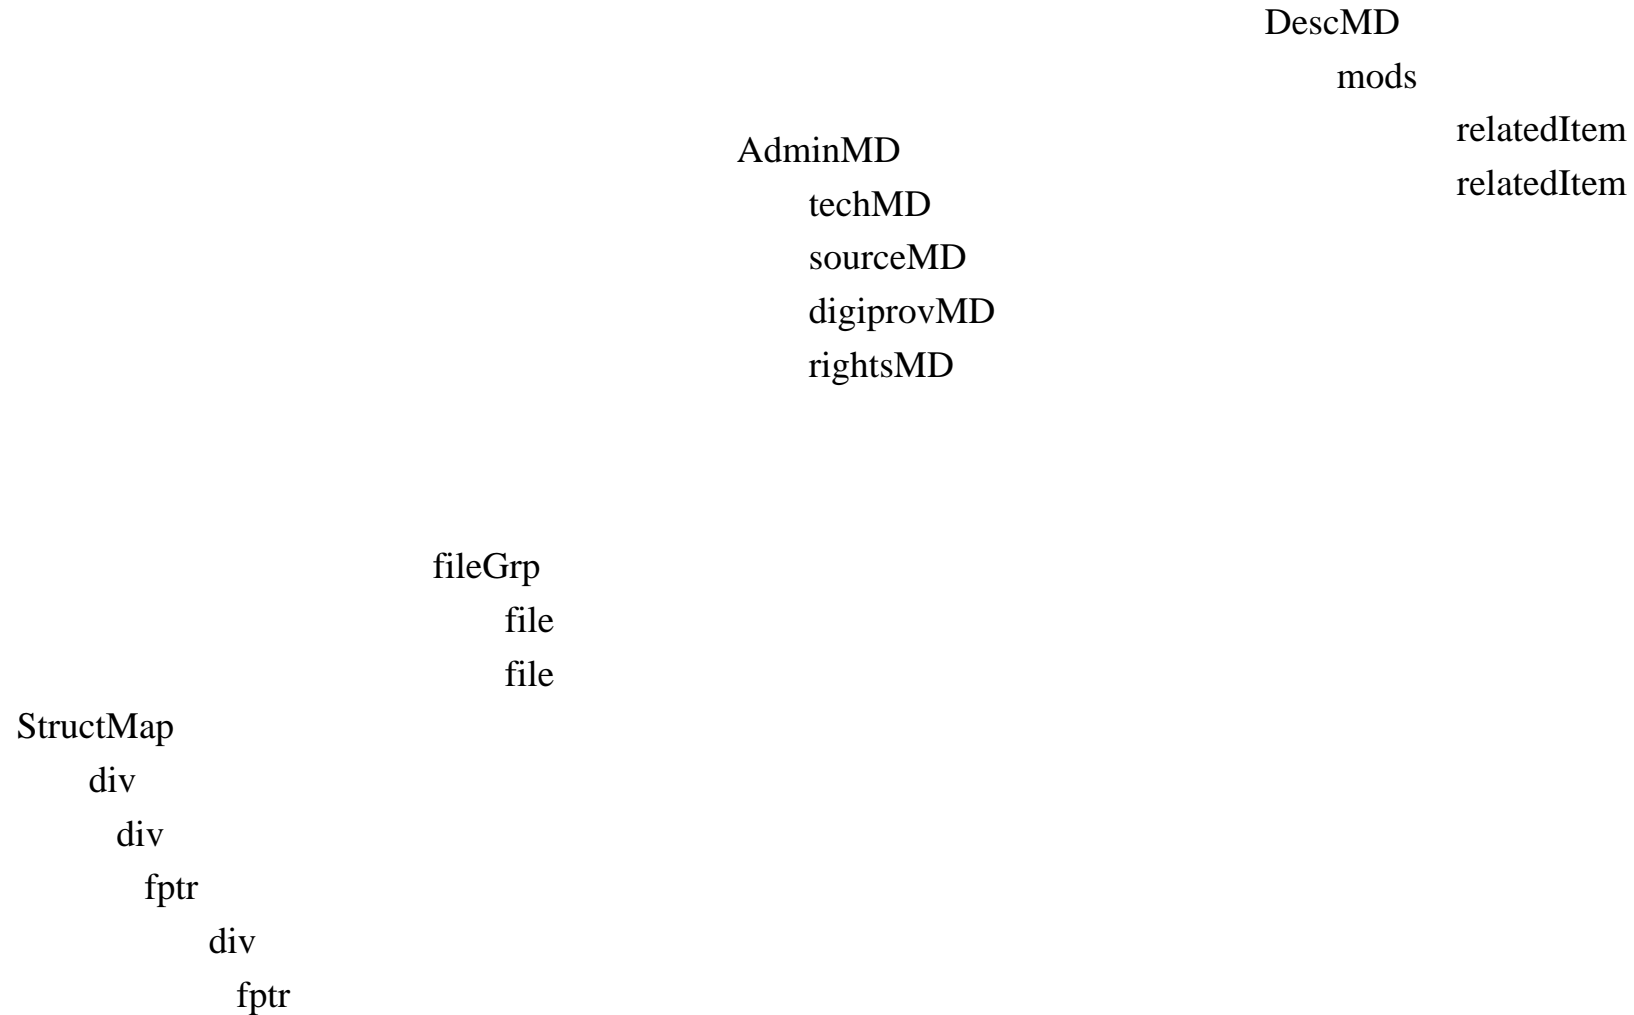 DescMD
mods
relatedItem
relatedItem
AdminMD
techMD
sourceMD
digiprovMD
rightsMD
fileGrp
file
file
StructMap
div
div
fptr
div
fptr